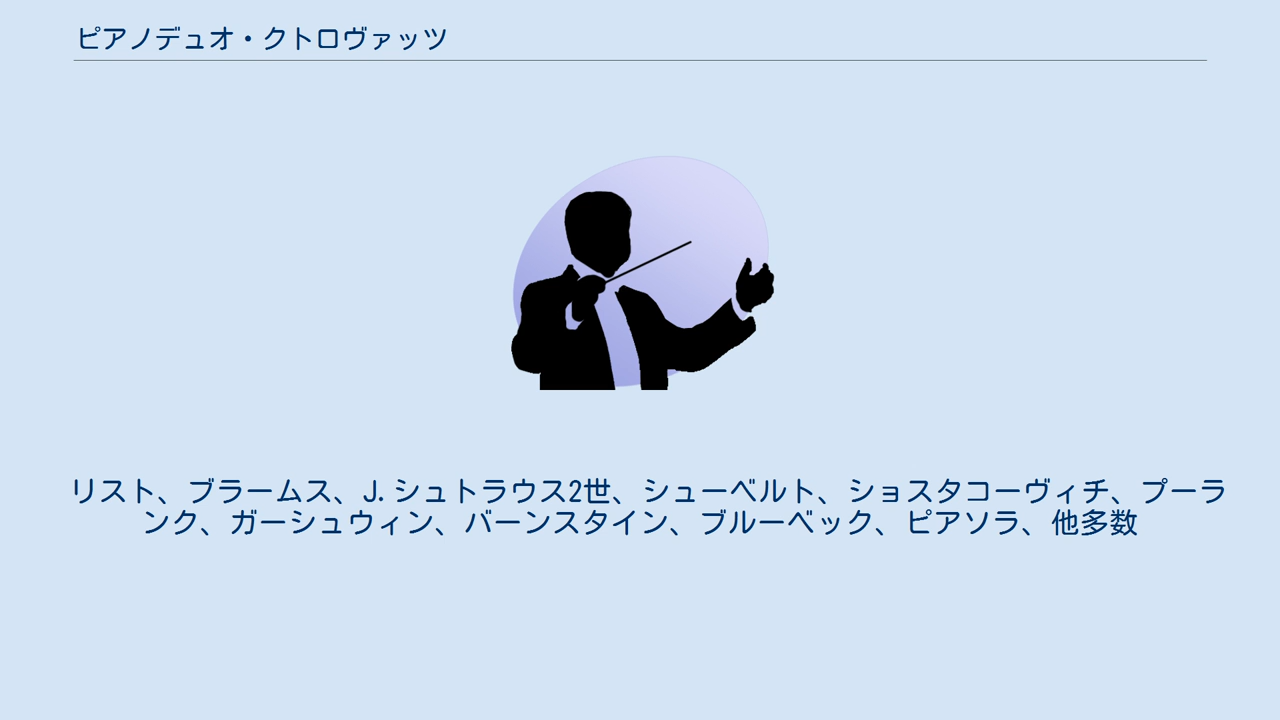 ピアノデュオ・クトロヴァッツ
リスト、ブラームス、J.シュトラウス2世、シューベルト、ショスタコーヴィチ、プーラ
ンク、ガーシュウィン、バーンスタイン、ブルーベック、ピアソラ、他多数